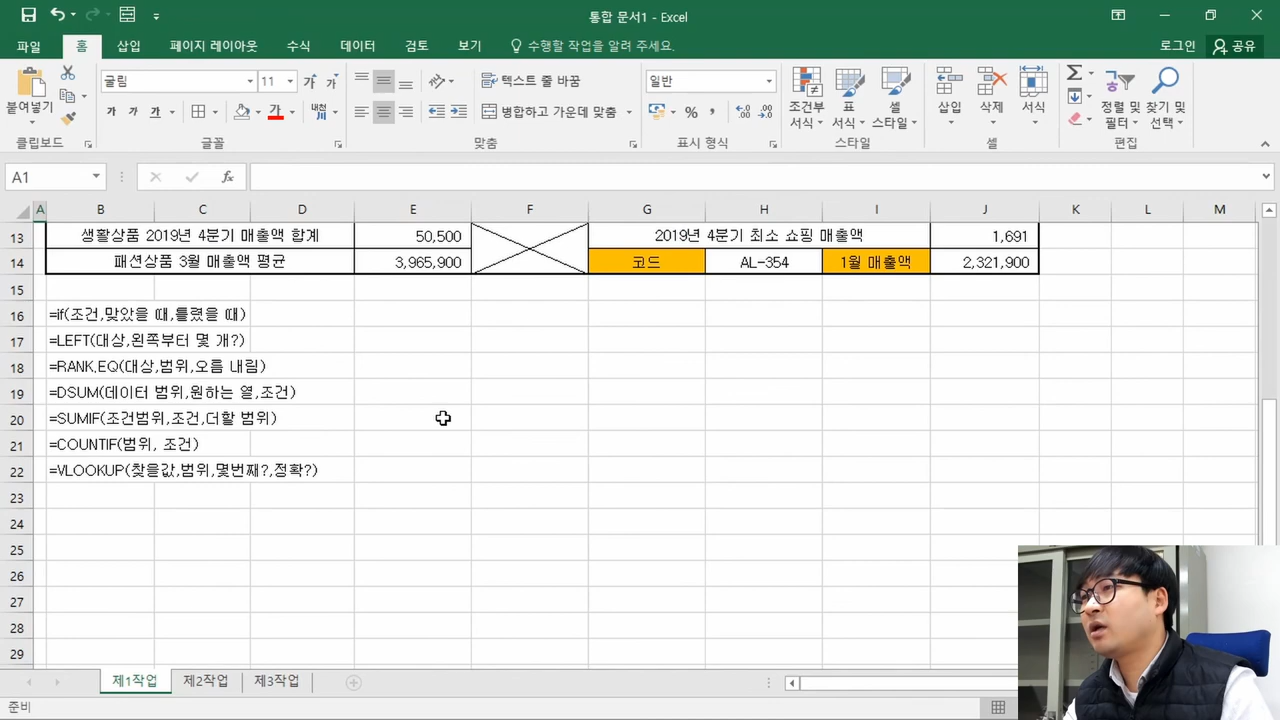 통합 문서1 - Excel
파일 홈 삽입 페이지 레이아웃 수식 데이터 검토 보기 수행할 작업을 알려 주세요. 로그인 공유
붙여넣기
굴림 11
가 가
가 가 가 가 내천
텍스트 줄 바꿈
병합하고 가운데 맞춤
일반
%
조건부 서식
표 서식
셀 스타일
삽입 삭제 서식
정렬 및 필터
찾기 및 선택
클립보드 글꼴 맞춤 표시 형식 스타일 셀 편집
A1 fx
A B C D E F G H I J K L M
13 생활상품 2019년 4분기 매출액 합계 50,500 2019년 4분기 최소 쇼핑 매출액 1,691
14 패션상품 3월 매출액 평균 3,965,900 코드 AL-354 1월 매출액 2,321,900
15
16 =if(조건,맞았을 때,틀렸을 때)
17 =LEFT(대상,왼쪽부터 몇 개?)
18 =RANK.EQ(대상,범위,오름 내림)
19 =DSUM(데이터 범위,원하는 열,조건)
20 =SUMIF(조건범위,조건,더할 범위)
21 =COUNTIF(범위, 조건)
22 =VLOOKUP(찾을값,범위,몇번째?,정확?)
23
24
25
26
27
28
29
제1작업 제2작업 제3작업
준비